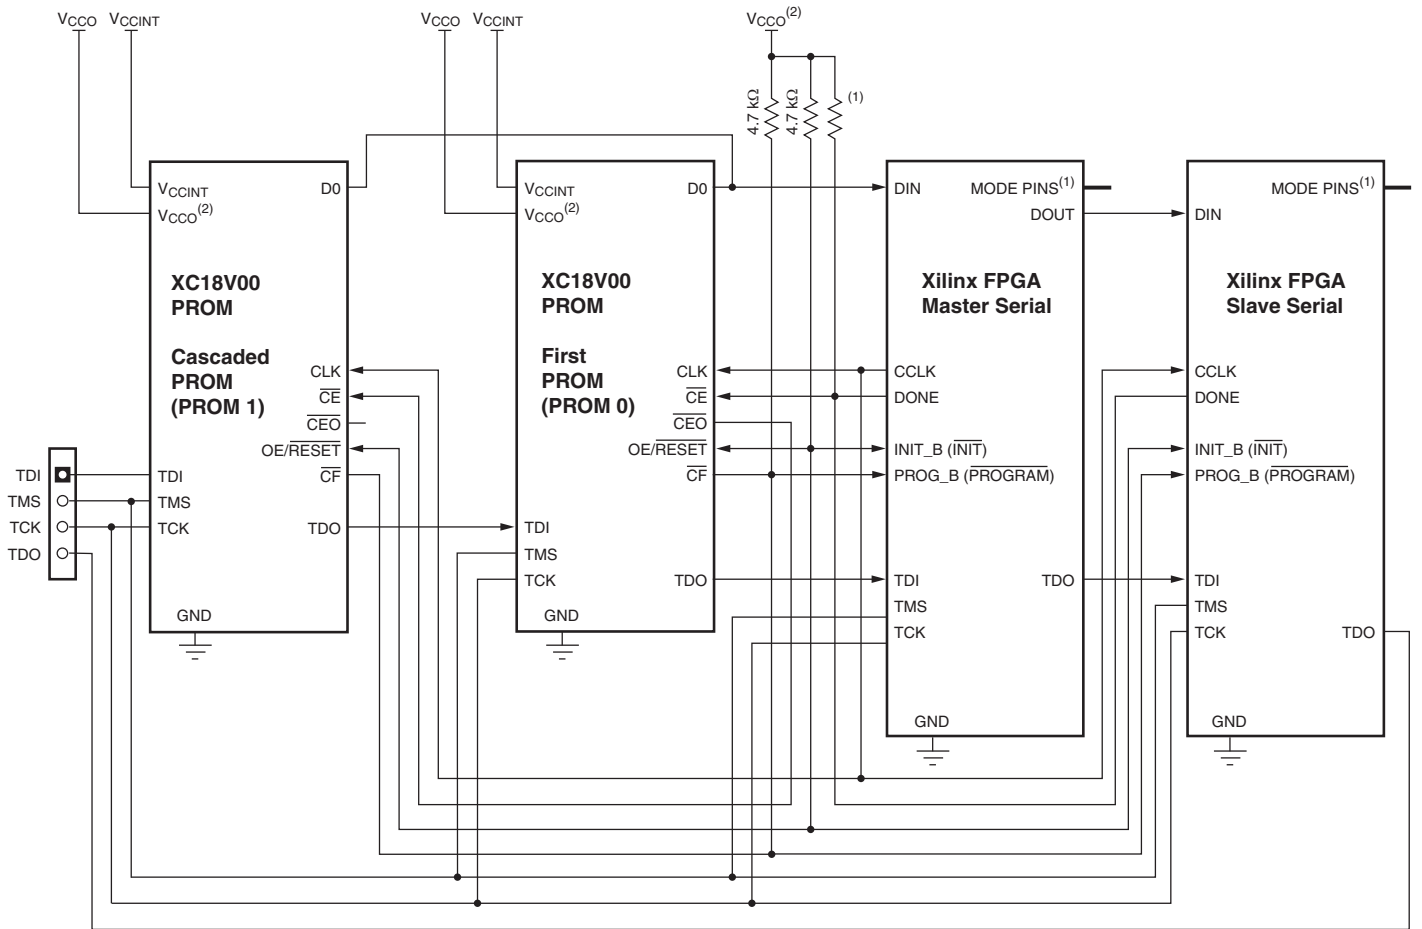 VCCO VCCINT
VCCO VCCINT
VCCO(2)
4.7 kΩ
4.7 kΩ
(1)
VCCINT
VCCO(2)
D0
XC18V00
PROM
Cascaded
PROM
(PROM 1)
CLK
CE
CEO
OE/RESET
CF
TDI
TMS
TCK
TDO
GND
TDI
TMS
TCK
TDO
VCCINT
VCCO(2)
D0
XC18V00
PROM
First
PROM
(PROM 0)
CLK
CE
CEO
OE/RESET
CF
TDI
TMS
TCK
TDO
GND
DIN
MODE PINS(1)
DOUT
Xilinx FPGA
Master Serial
CCLK
DONE
INIT_B (INIT)
PROG_B (PROGRAM)
TDI
TMS
TCK
TDO
GND
MODE PINS(1)
DIN
Xilinx FPGA
Slave Serial
CCLK
DONE
INIT_B (INIT)
PROG_B (PROGRAM)
TDI
TMS
TCK
TDO
GND